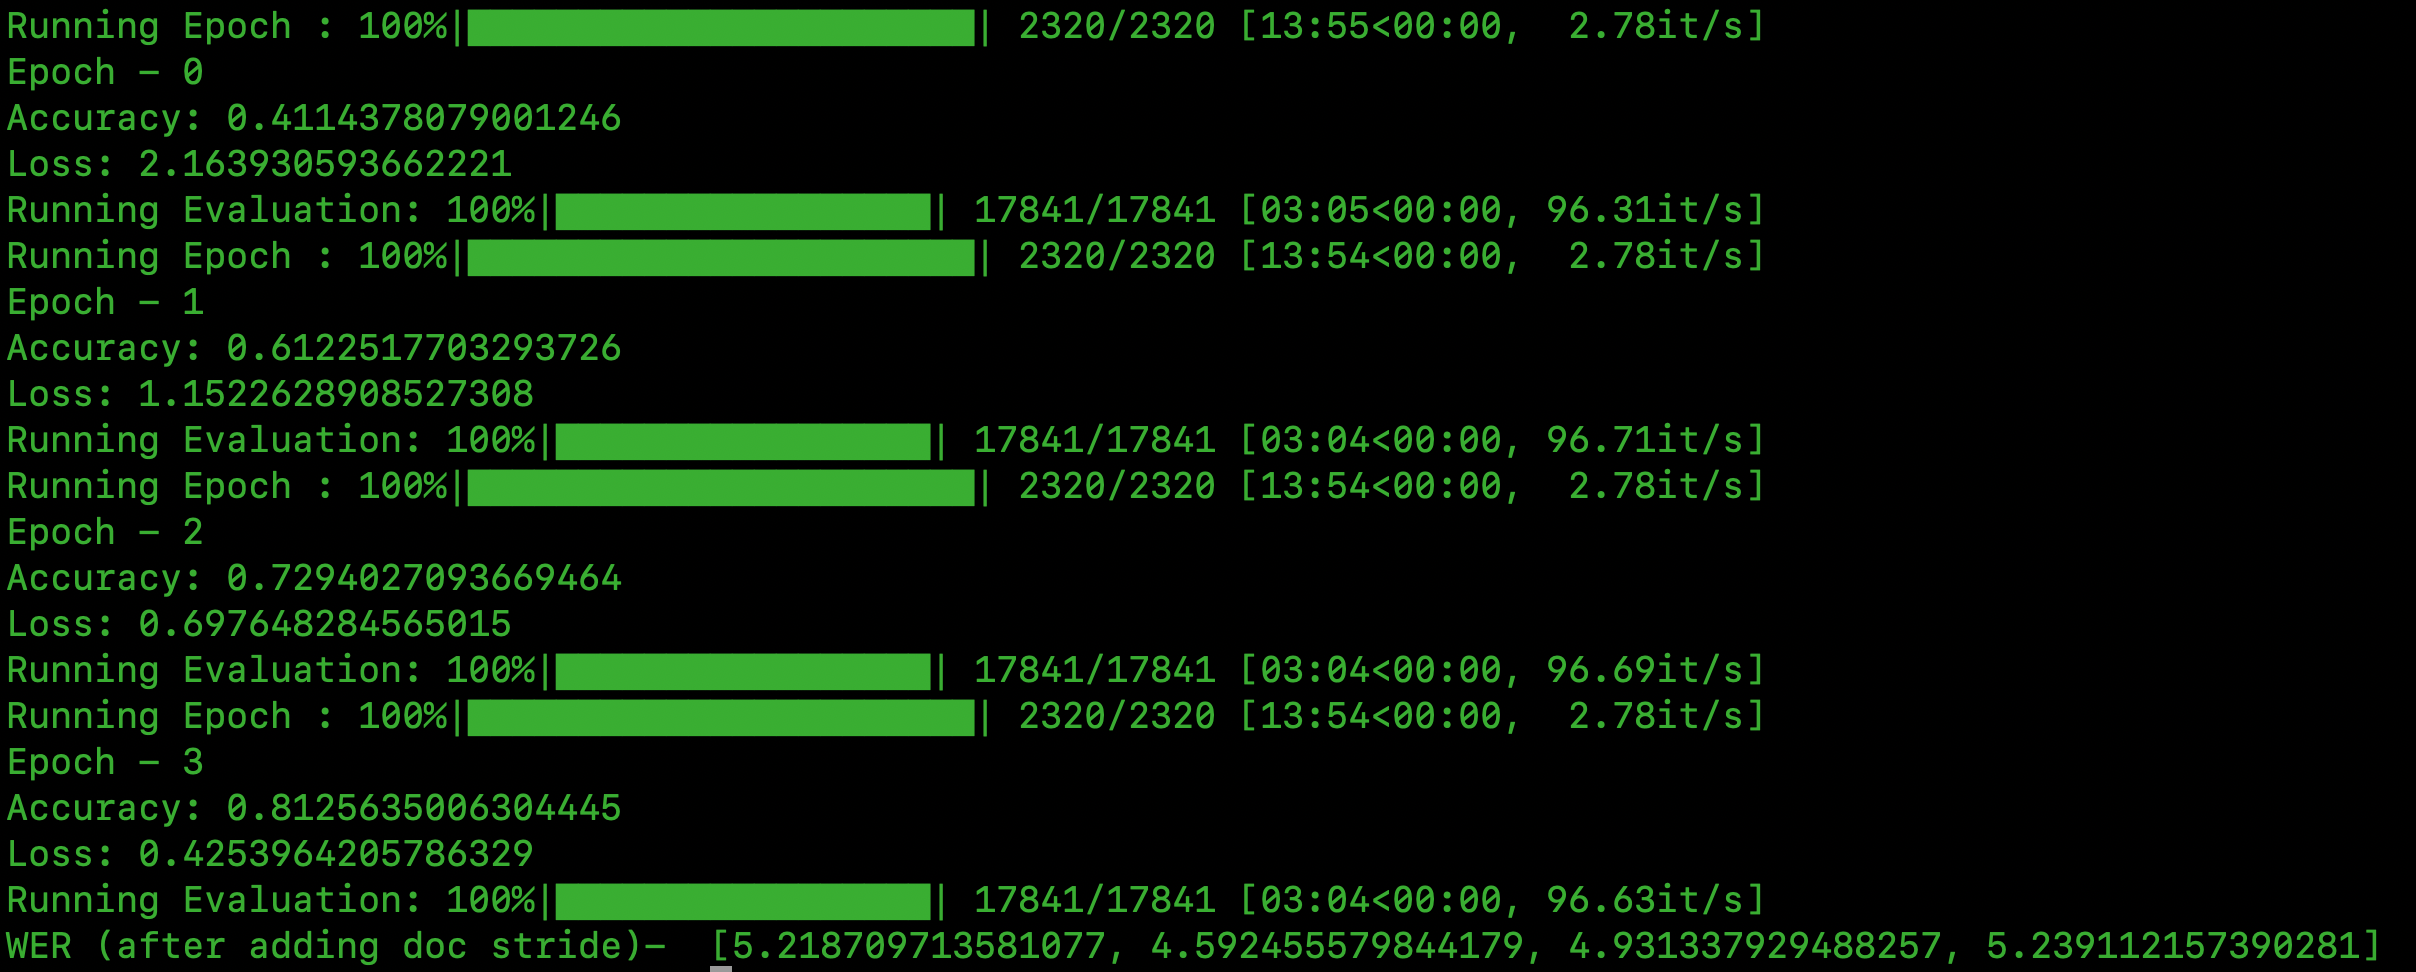 Running Epoch : 100%|██████████████████████| 2320/2320 [13:55<00:00,  2.78it/s]
Epoch - 0
Accuracy: 0.4114378079001246
Loss: 2.163930593662221
Running Evaluation: 100%|████████████████| 17841/17841 [03:05<00:00, 96.31it/s]
Running Epoch : 100%|██████████████████████| 2320/2320 [13:54<00:00,  2.78it/s]
Epoch - 1
Accuracy: 0.6122517703293726
Loss: 1.1522628908527308
Running Evaluation: 100%|████████████████| 17841/17841 [03:04<00:00, 96.71it/s]
Running Epoch : 100%|██████████████████████| 2320/2320 [13:54<00:00,  2.78it/s]
Epoch - 2
Accuracy: 0.7294027093669464
Loss: 0.697648284565015
Running Evaluation: 100%|████████████████| 17841/17841 [03:04<00:00, 96.69it/s]
Running Epoch : 100%|██████████████████████| 2320/2320 [13:54<00:00,  2.78it/s]
Epoch - 3
Accuracy: 0.8125635006304445
Loss: 0.4253964205786329
Running Evaluation: 100%|████████████████| 17841/17841 [03:04<00:00, 96.63it/s]
WER (after adding doc stride)-  [5.218709713581077, 4.592455579844179, 4.931337929488257, 5.239112157390281]